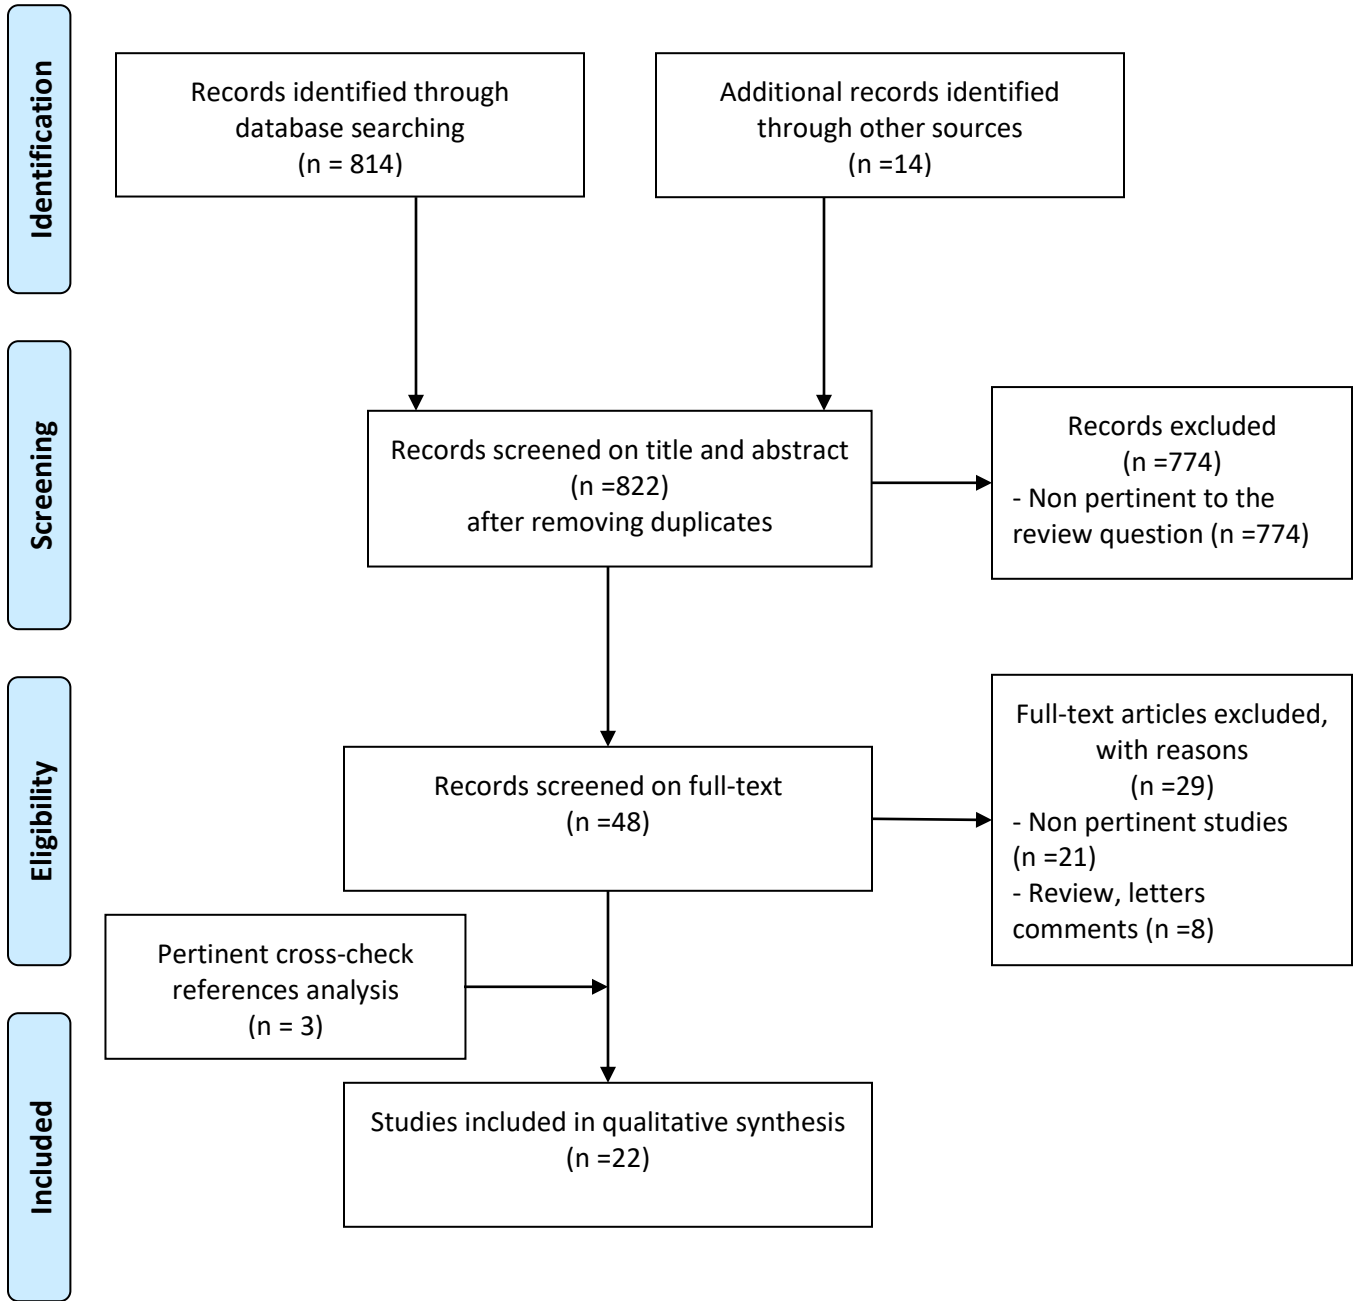 Identification
Records identified through
database searching
(n = 814)
Additional records identified
through other sources
(n =14)
Screening
Records screened on title and abstract
(n =822)
after removing duplicates
Records excluded
(n =774)
- Non pertinent to the
review question (n =774)
Eligibility
Records screened on full-text
(n =48)
Full-text articles excluded,
with reasons
(n =29)
- Non pertinent studies
(n =21)
- Review, letters
comments (n =8)
Pertinent cross-check
references analysis
(n = 3)
Included
Studies included in qualitative synthesis
(n =22)